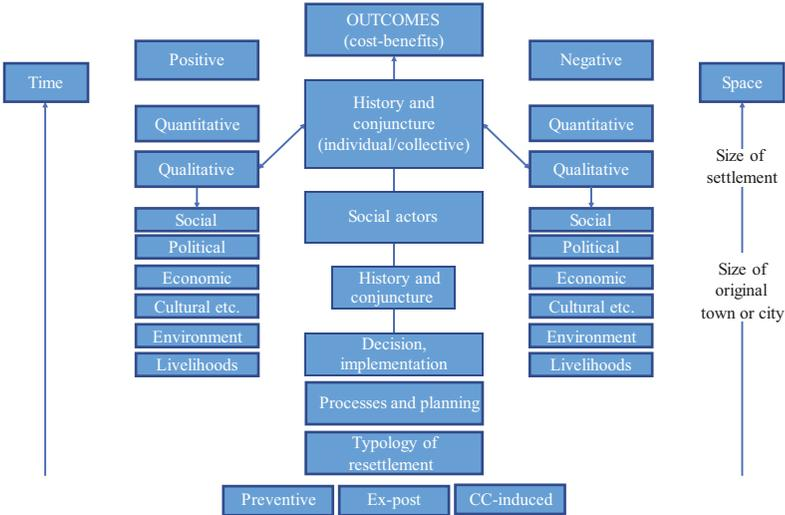 OUTCOMES
(cost-benefits)
Positive
Negative
Time
Space
History and
conjuncture
(individual/collective)
Quantitative
Quantitative
Qualitative
Qualitative
Size of
settlement
Social
Social actors
Social
Political
Political
Economic
History and
conjuncture
Economic
Size of
original
town or city
Cultural etc.
Cultural etc.
Environment
Decision,
implementation
Environment
Livelihoods
Livelihoods
Processes and planning
Typology of
resettlement
Preventive
Ex-post
CC-induced